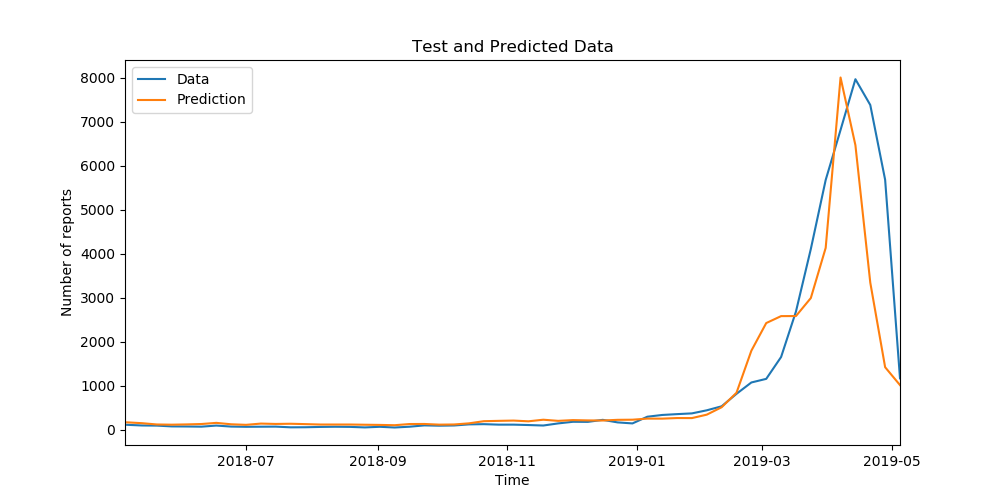 Test and Predicted Data
Data
Prediction
8000
7000
6000
5000
4000
3000
2000
1000
0
Number of reports
2018-07 2018-09 2018-11 2019-01 2019-03 2019-05
Time